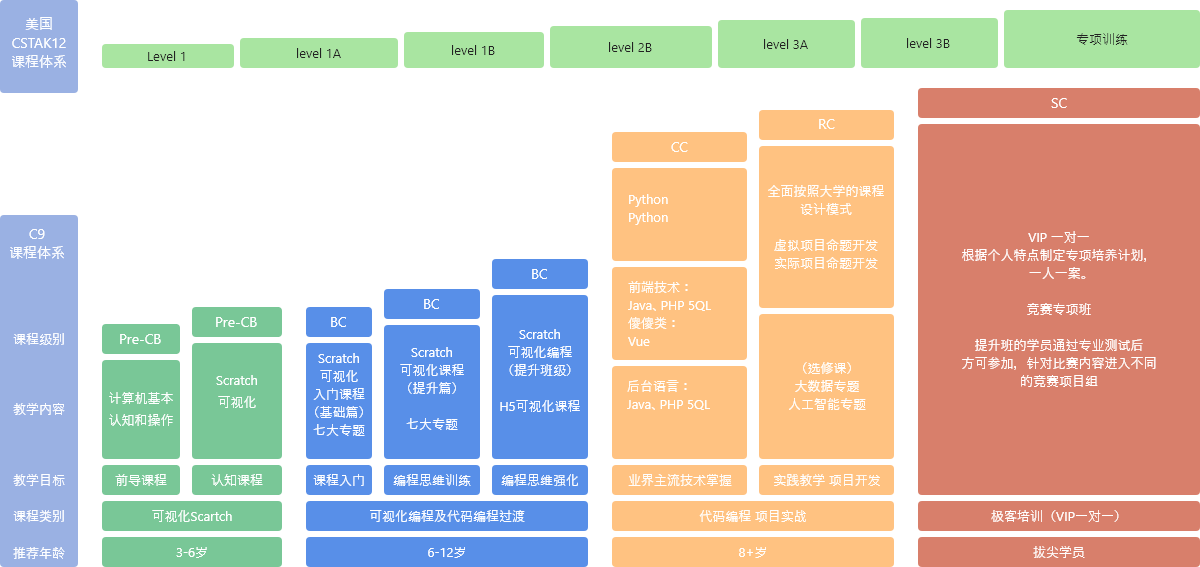 美国
CSTAK12
课程体系
Level 1
level 1A
level 1B
level 2B
level 3A
level 3B
专项训练
C9
课程体系
课程级别
教学内容
教学目标
课程类别
推荐年龄
Pre-CB
计算机基本
认知和操作
前导课程
Pre-CB
Scratch
可视化
认知课程
可视化Scartch
3-6岁
BC
Scratch
可视化
入门课程
（基础篇）
七大专题
课程入门
BC
Scratch
可视化课程
（提升篇）
七大专题
编程思维训练
BC
Scratch
可视化编程
（提升班级）
H5可视化课程
编程思维强化
可视化编程及代码编程过渡
6-12岁
CC
Python
Python
前端技术：
Java、PHP 5QL
傻傻类：
Vue
后台语言：
Java、PHP 5QL
业界主流技术掌握
RC
全面按照大学的课程
设计模式
虚拟项目命题开发
实际项目命题开发
（选修课）
大数据专题
人工智能专题
实践教学 项目开发
代码编程 项目实战
8+岁
SC
VIP 一对一
根据个人特点制定专项培养计划,
一人一案。
竞赛专项班
提升班的学员通过专业测试后
方可参加，针对比赛内容进入不同
的竞赛项目组
极客培训（VIP一对一）
拔尖学员